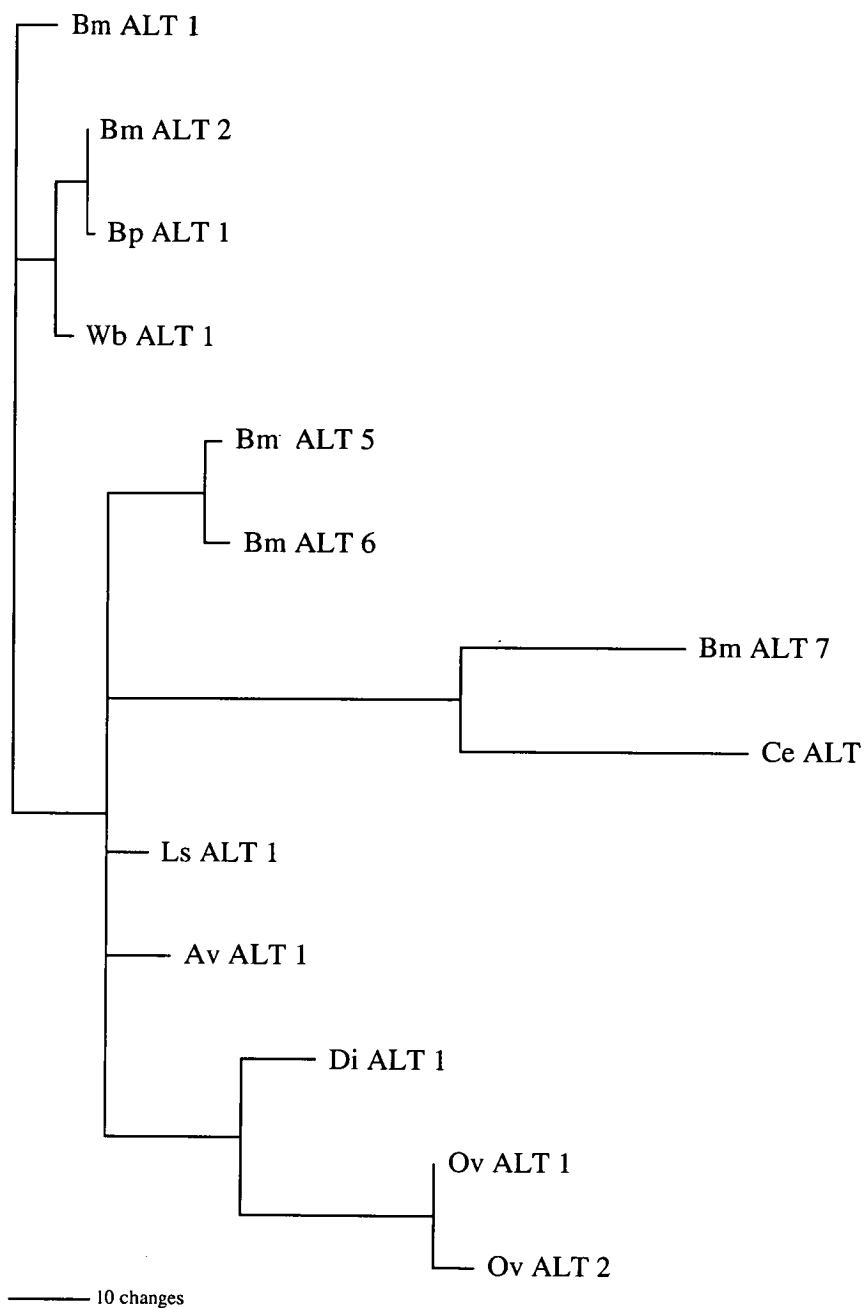 Bm ALT 1
Bm ALT 2
Bp ALT 1
Wb ALT 1
Bm ALT 5
Bm ALT 6
Bm ALT 7
Ce ALT
Ls ALT 1
Av ALT 1
Di ALT 1
Ov ALT 1
Ov ALT 2
10 changes